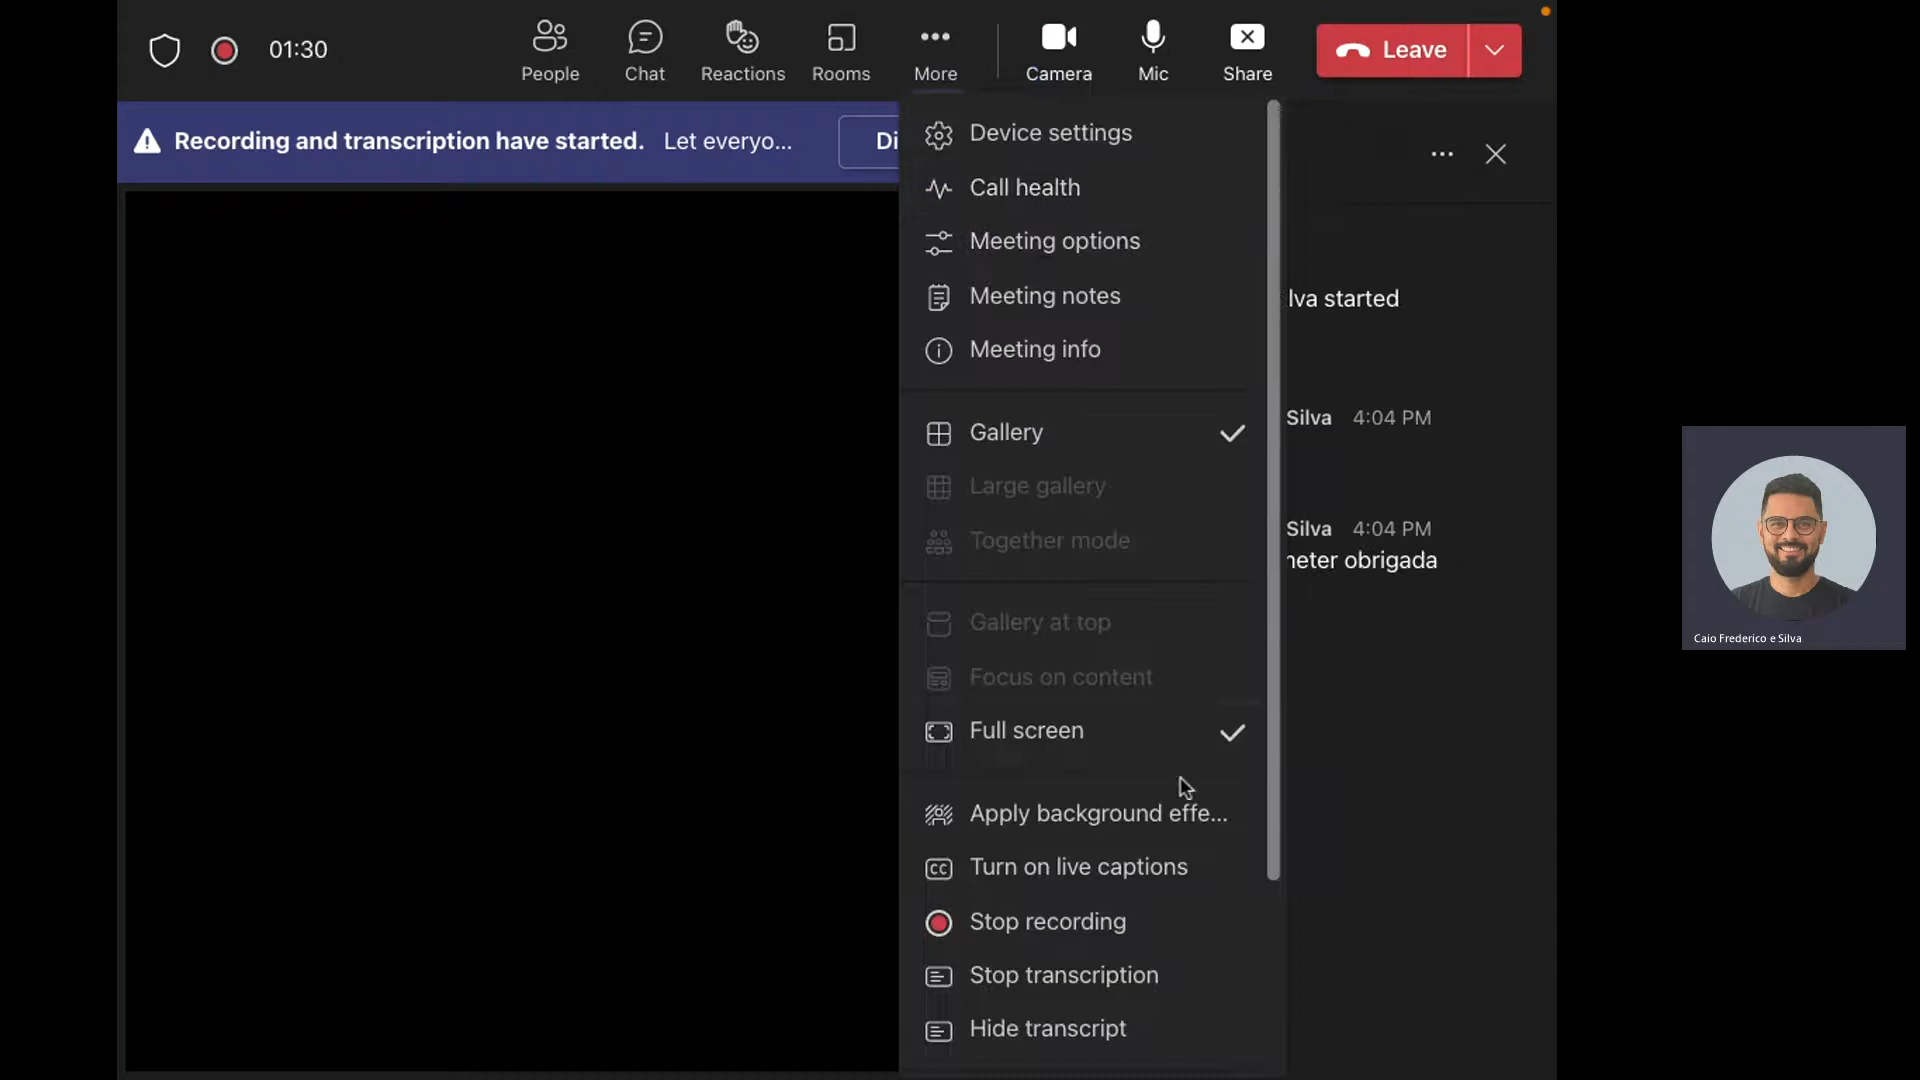 01:30
People
Chat
Reactions
Rooms
More
Camera
Mic
Share
Leave
Recording and transcription have started. Let everyo...
Di
Device settings
Call health
Meeting options
Meeting notes
Meeting info
lva started
Silva 4:04 PM
Gallery
Large gallery
Together mode
Silva 4:04 PM
neter obrigada
Gallery at top
Focus on content
Full screen
Caio Frederico e Silva
Apply background effe...
CC Turn on live captions
Stop recording
Stop transcription
Hide transcript